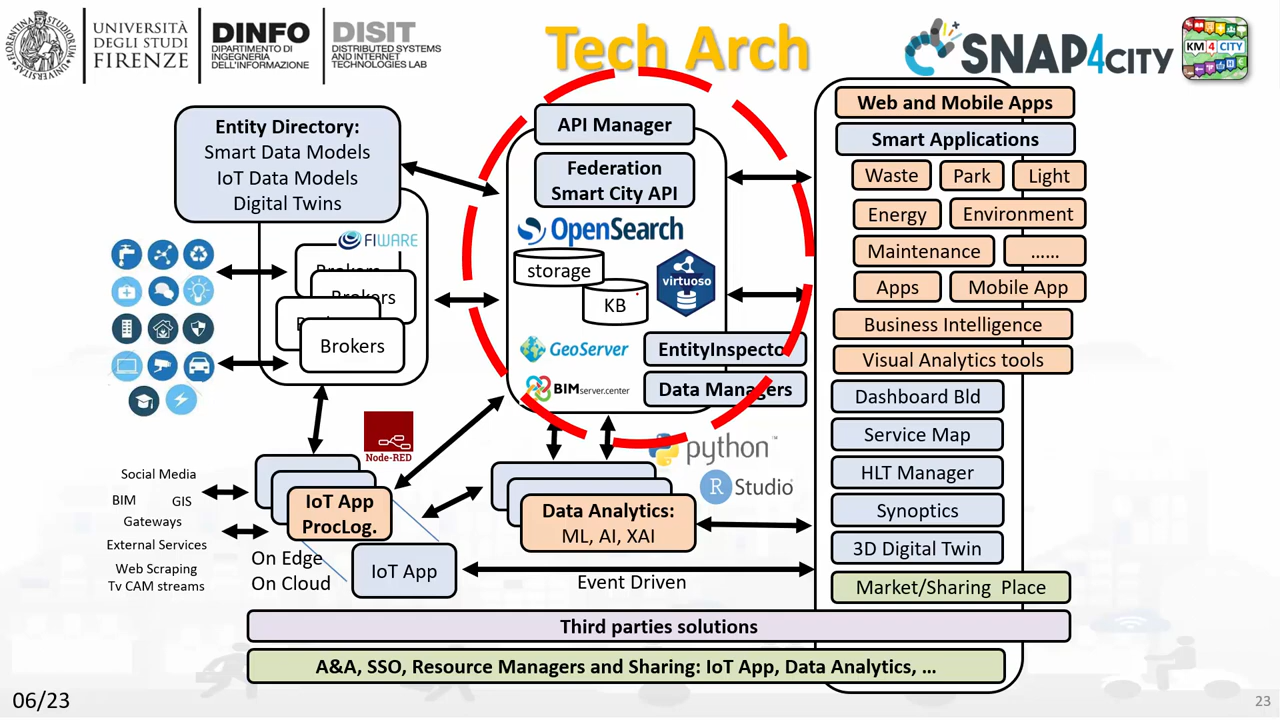 UNIVERSITÀ
DEGLI STUDI
FIRENZE
DINFO
DIPARTIMENTO DI
INGEGNERIA
DELL'INFORMAZIONE
DISIT
DISTRIBUTED SYSTEMS
AND INTERNET
TECHNOLOGIES LAB
Tech Arch
SNAP4CITY
KM4CITY
Entity Directory:
Smart Data Models
IoT Data Models
Digital Twins
FIWARE
Brokers
Brokers
Brokers
API Manager
Federation
Smart City API
OpenSearch
storage
KB
virtuoso
GeoServer
BIMserver.center
EntityInspecto
Data Managers
Web and Mobile Apps
Smart Applications
Waste
Park
Light
Energy
Environment
Maintenance
......
Apps
Mobile App
Business Intelligence
Visual Analytics tools
Dashboard Bld
Service Map
HLT Manager
Synoptics
3D Digital Twin
Market/Sharing Place
Node-RED
python™
R Studio
Social Media
BIM
GIS
Gateways
External Services
Web Scraping
Tv CAM streams
IoT App
ProcLog.
On Edge
On Cloud
IoT App
Data Analytics:
ML, AI, XAI
Event Driven
Third parties solutions
A&A, SSO, Resource Managers and Sharing: IoT App, Data Analytics, …
06/23
23